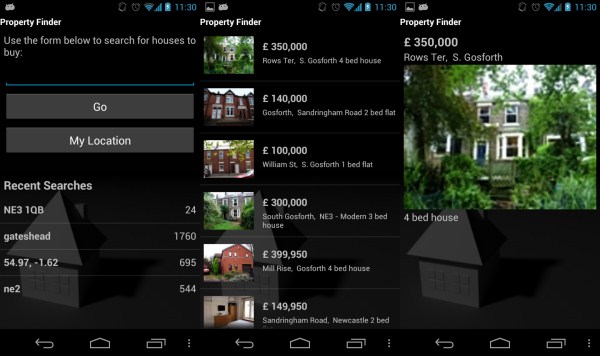 11:30
Property Finder
Use the form below to search for houses to
buy:
Go
My Location
Recent Searches
NE3 1QB 24
gateshead 1760
54.97, -1.62 695
ne2 544
11:30
Property Finder
£ 350,000
Rows Ter, S. Gosforth 4 bed house
£ 140,000
Gosforth, Sandringham Road 2 bed flat
£ 100,000
William St, S. Gosforth 1 bed flat
£ 300,000
South Gosforth, NE3 - Modern 3 bed
house
£ 399,950
Mill Rise, Gosforth 4 bed house
£ 149,950
Sandringham Road, Newcastle 2 bed
11:30
Property Finder
£ 350,000
Rows Ter, S. Gosforth
4 bed house